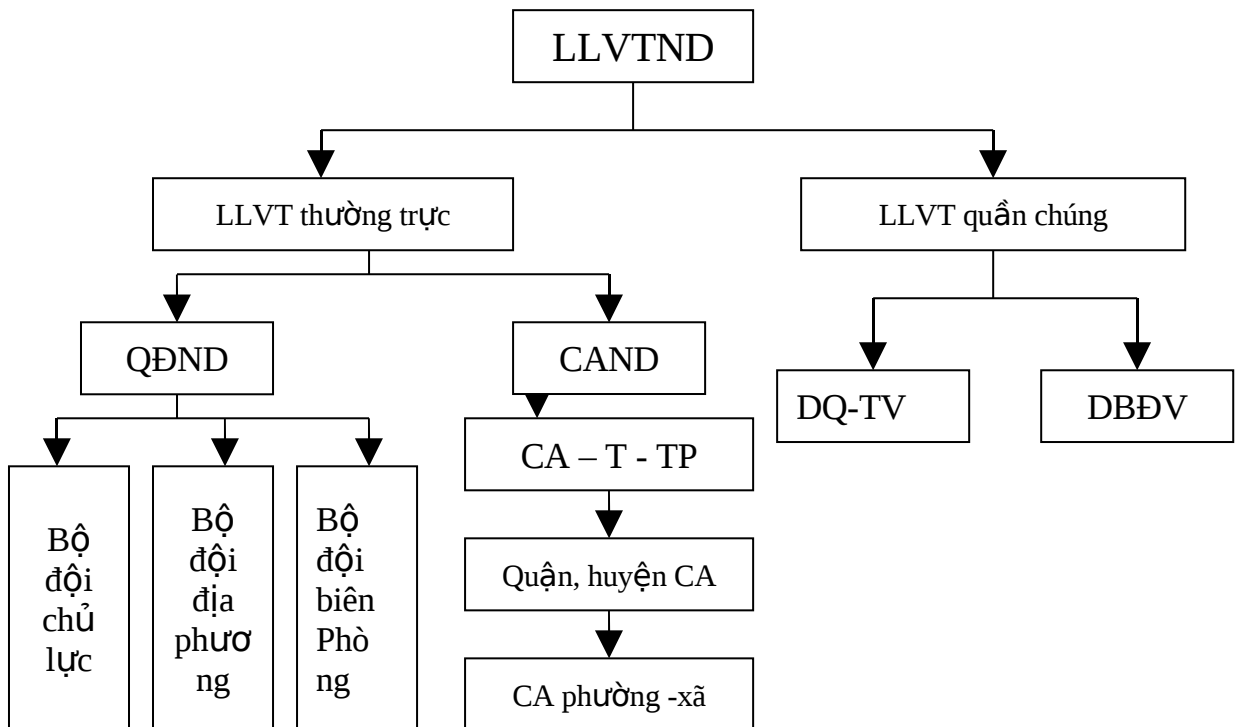 LLVTND
LLVT thường trực
LLVT quần chúng
QĐND
CAND
DQ-TV
DBĐV
CA – T - TP
Quận, huyện CA
CA phường -xã
Bộ
đội
chủ
lực
Bộ
đội
địa
phươ
ng
Bộ
đội
biên
Phò
ng